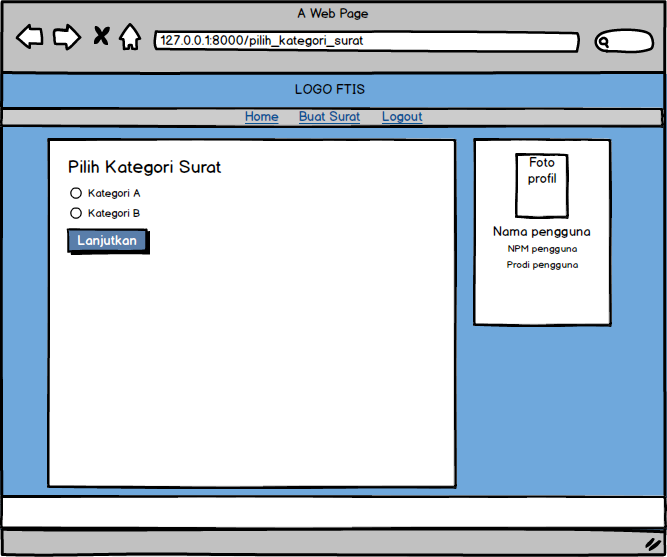 A Web Page
127.0.0.1:8000/pilih_kategori_surat
LOGO FTIS
Home Buat Surat Logout
Pilih Kategori Surat
Kategori A
Kategori B
Lanjutkan
Foto
profil
Nama pengguna
NPM pengguna
Prodi pengguna